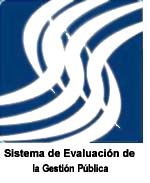 Sistema de Evaluación de
la Gestión Pública